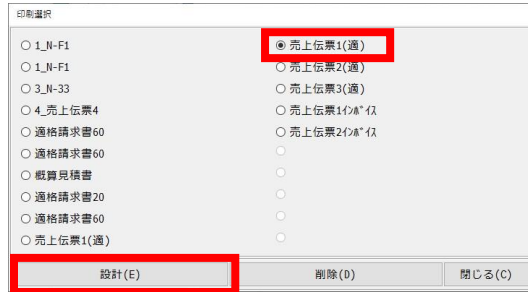 印刷選択
1_N-F1
1_N-F1
3_N-33
4_売上伝票4
適格請求書60
適格請求書60
概算見積書
適格請求書20
適格請求書60
売上伝票1(適)
売上伝票1(適)
売上伝票2(適)
売上伝票3(適)
売上伝票1ｲﾝﾎﾞｲｽ
売上伝票2ｲﾝﾎﾞｲｽ
設計(E)
削除(D)
閉じる(C)